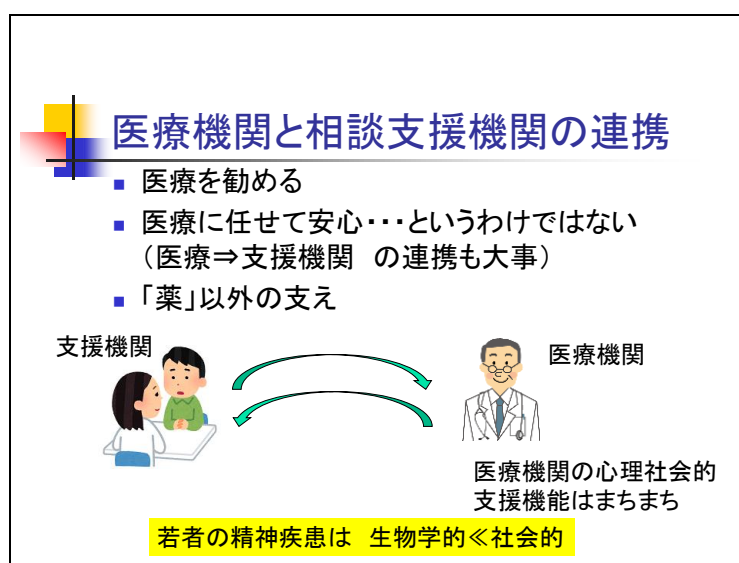 医療機関と相談支援機関の連携
医療を勧める
医療に任せて安心・・・というわけではない
（医療⇒支援機関　の連携も大事）
「薬」以外の支え
支援機関
医療機関
医療機関の心理社会的
支援機能はまちまち
若者の精神疾患は　生物学的≪社会的